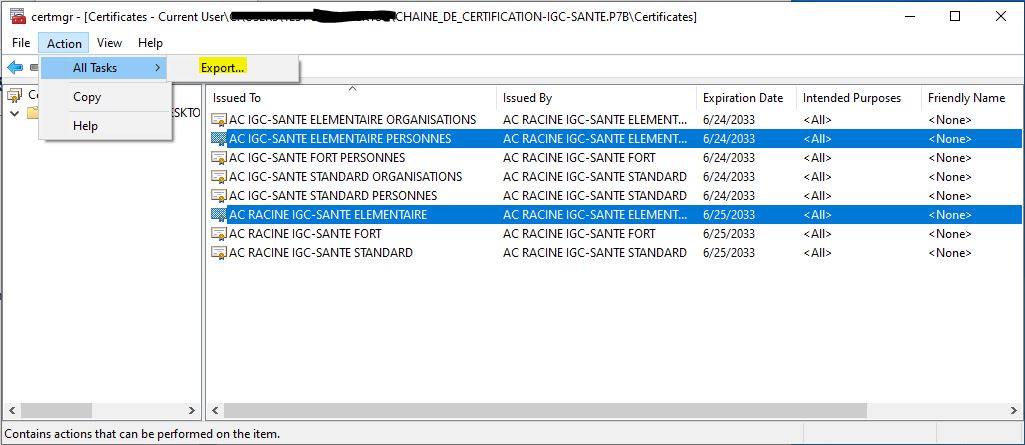 certmgr - [Certificates - Current User\ \CHAINE_DE_CERTIFICATION-IGC-SANTE.P7B\Certificates]
File Action View Help
All Tasks > Export...
Copy
Help
DESKTO
Issued To Issued By Expiration Date Intended Purposes Friendly Name
AC IGC-SANTE ELEMENTAIRE ORGANISATIONS AC RACINE IGC-SANTE ELEMENT... 6/24/2033 <All> <None>
AC IGC-SANTE ELEMENTAIRE PERSONNES AC RACINE IGC-SANTE ELEMENT... 6/24/2033 <All> <None>
AC IGC-SANTE FORT PERSONNES AC RACINE IGC-SANTE FORT 6/24/2033 <All> <None>
AC IGC-SANTE STANDARD ORGANISATIONS AC RACINE IGC-SANTE STANDARD 6/24/2033 <All> <None>
AC IGC-SANTE STANDARD PERSONNES AC RACINE IGC-SANTE STANDARD 6/24/2033 <All> <None>
AC RACINE IGC-SANTE ELEMENTAIRE AC RACINE IGC-SANTE ELEMENT... 6/25/2033 <All> <None>
AC RACINE IGC-SANTE FORT AC RACINE IGC-SANTE FORT 6/25/2033 <All> <None>
AC RACINE IGC-SANTE STANDARD AC RACINE IGC-SANTE STANDARD 6/25/2033 <All> <None>
Contains actions that can be performed on the item.